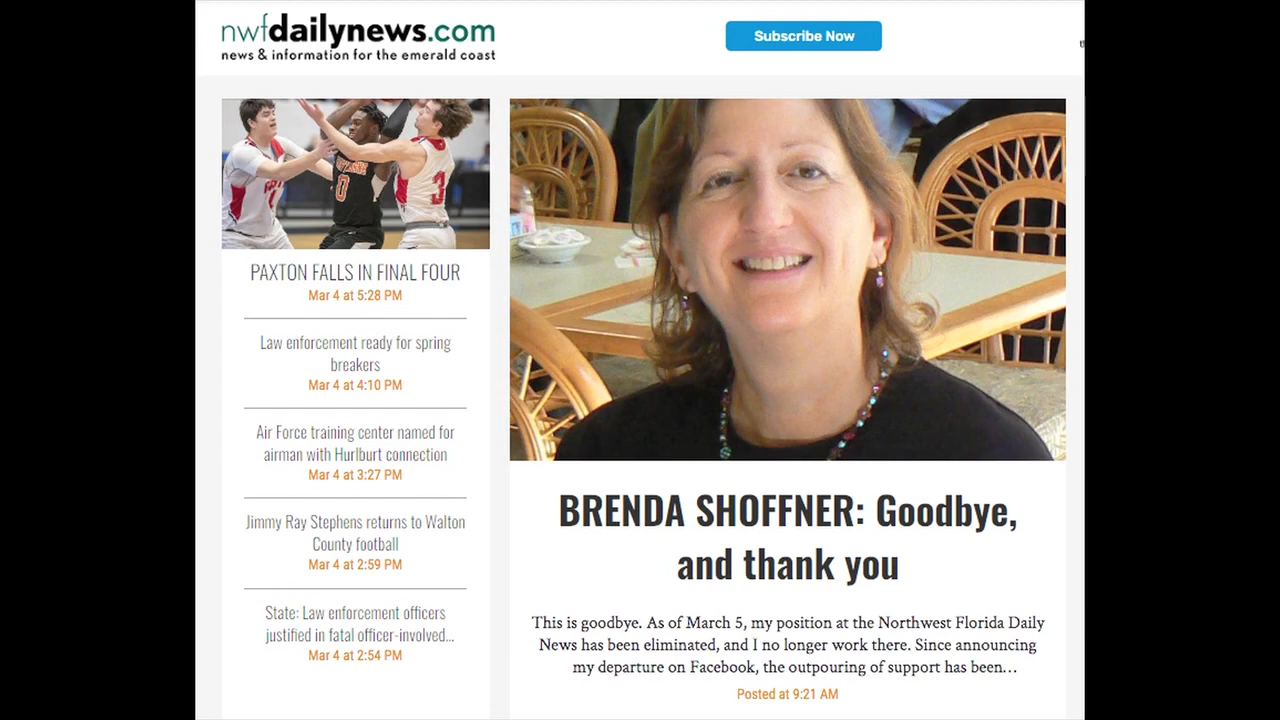 nwfdailynews.com
news & information for the emerald coast
Subscribe Now
0
3
PAXTON FALLS IN FINAL FOUR
Mar 4 at 5:28 PM
Law enforcement ready for spring
breakers
Mar 4 at 4:10 PM
Air Force training center named for
airman with Hurlburt connection
Mar 4 at 3:27 PM
Jimmy Ray Stephens returns to Walton
County football
Mar 4 at 2:59 PM
State: Law enforcement officers
justified in fatal officer-involved...
Mar 4 at 2:54 PM
BRENDA SHOFFNER: Goodbye,
and thank you
This is goodbye. As of March 5, my position at the Northwest Florida Daily
News has been eliminated, and I no longer work there. Since announcing
my departure on Facebook, the outpouring of support has been...
Posted at 9:21 AM